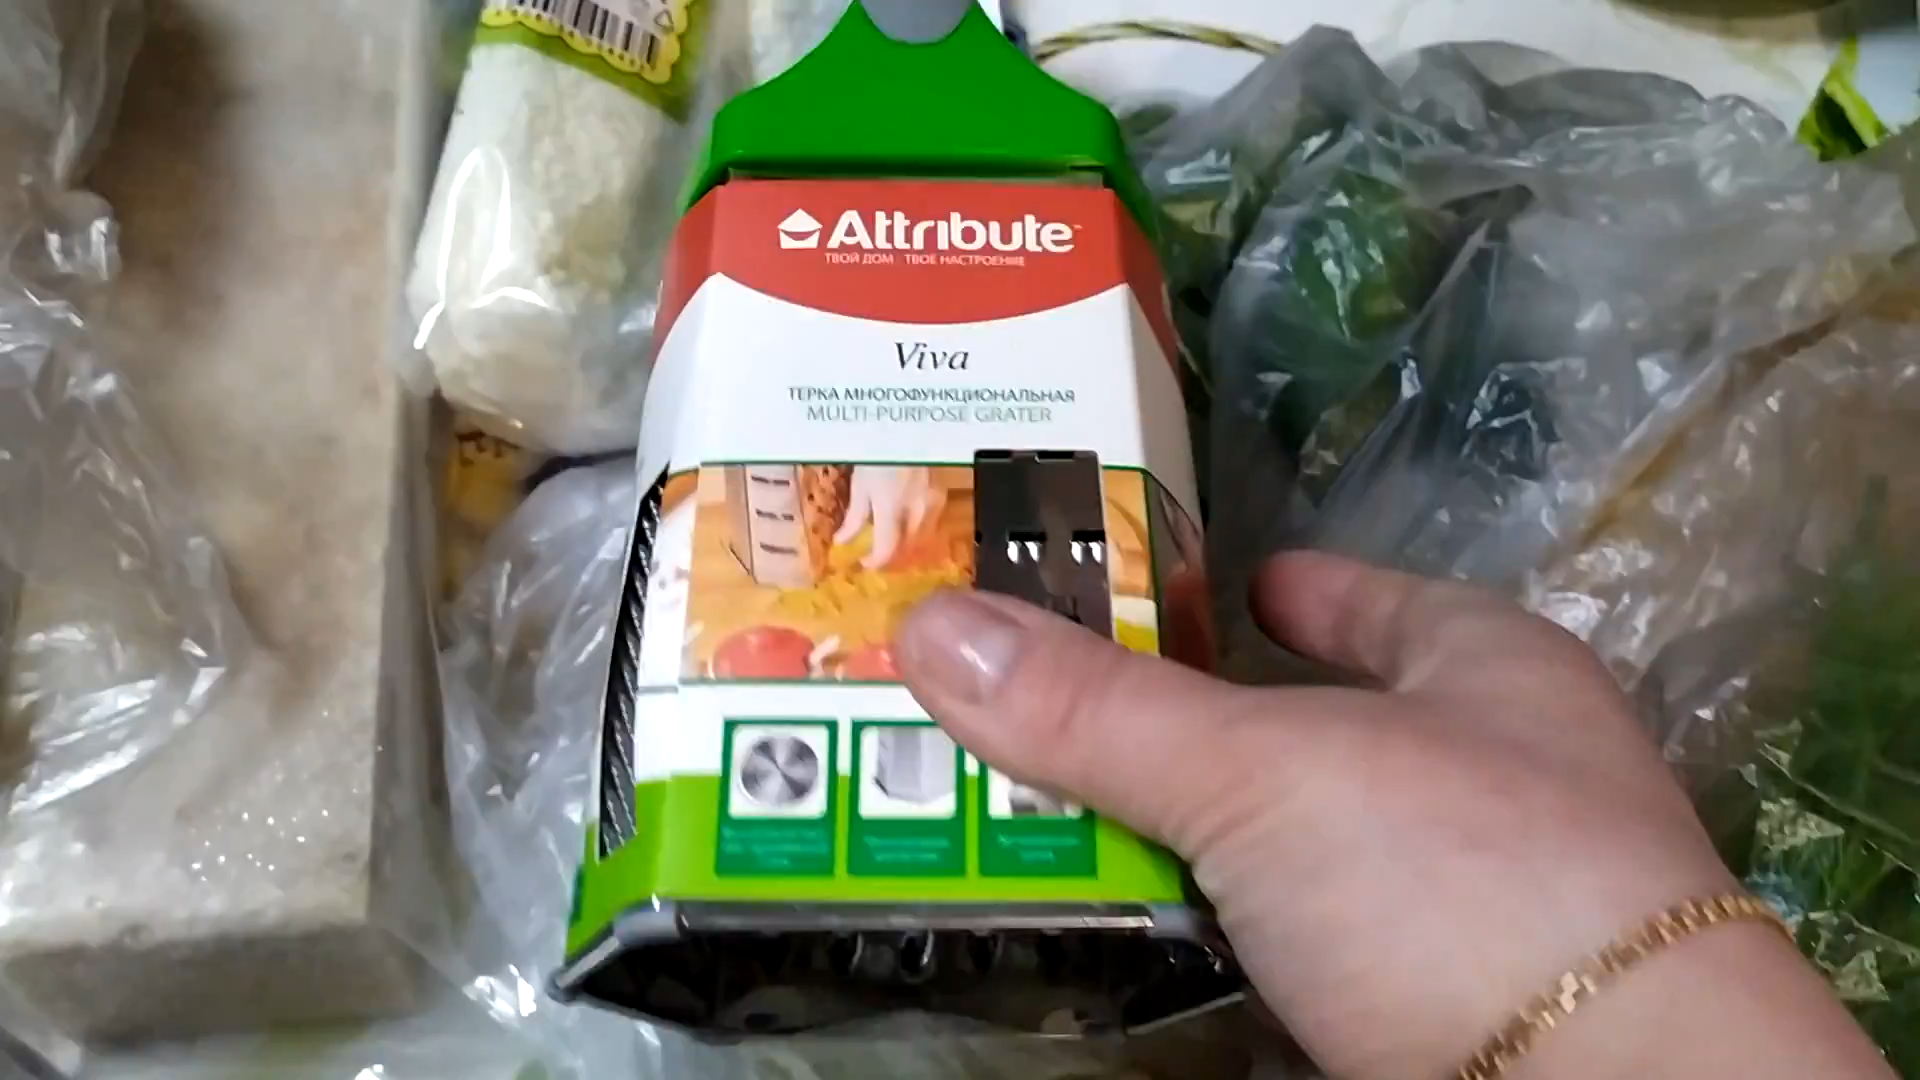 Attribute
ТВОЙ ДОМ ТВОЕ НАСТРОЕНИЕ
Viva
ТЕРКА МНОГОФУНКЦИОНАЛЬНАЯ
MULTI-PURPOSE GRATER